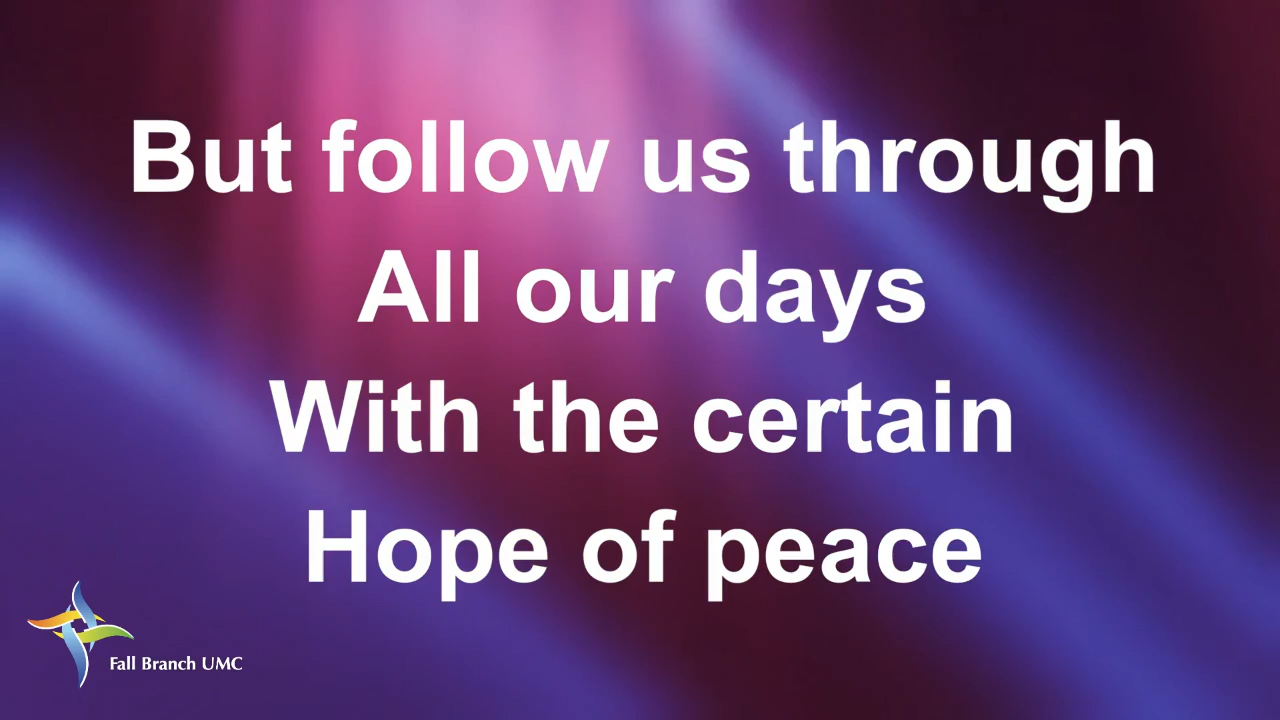 But follow us through
All our days
With the certain
Hope of peace
Fall Branch UMC